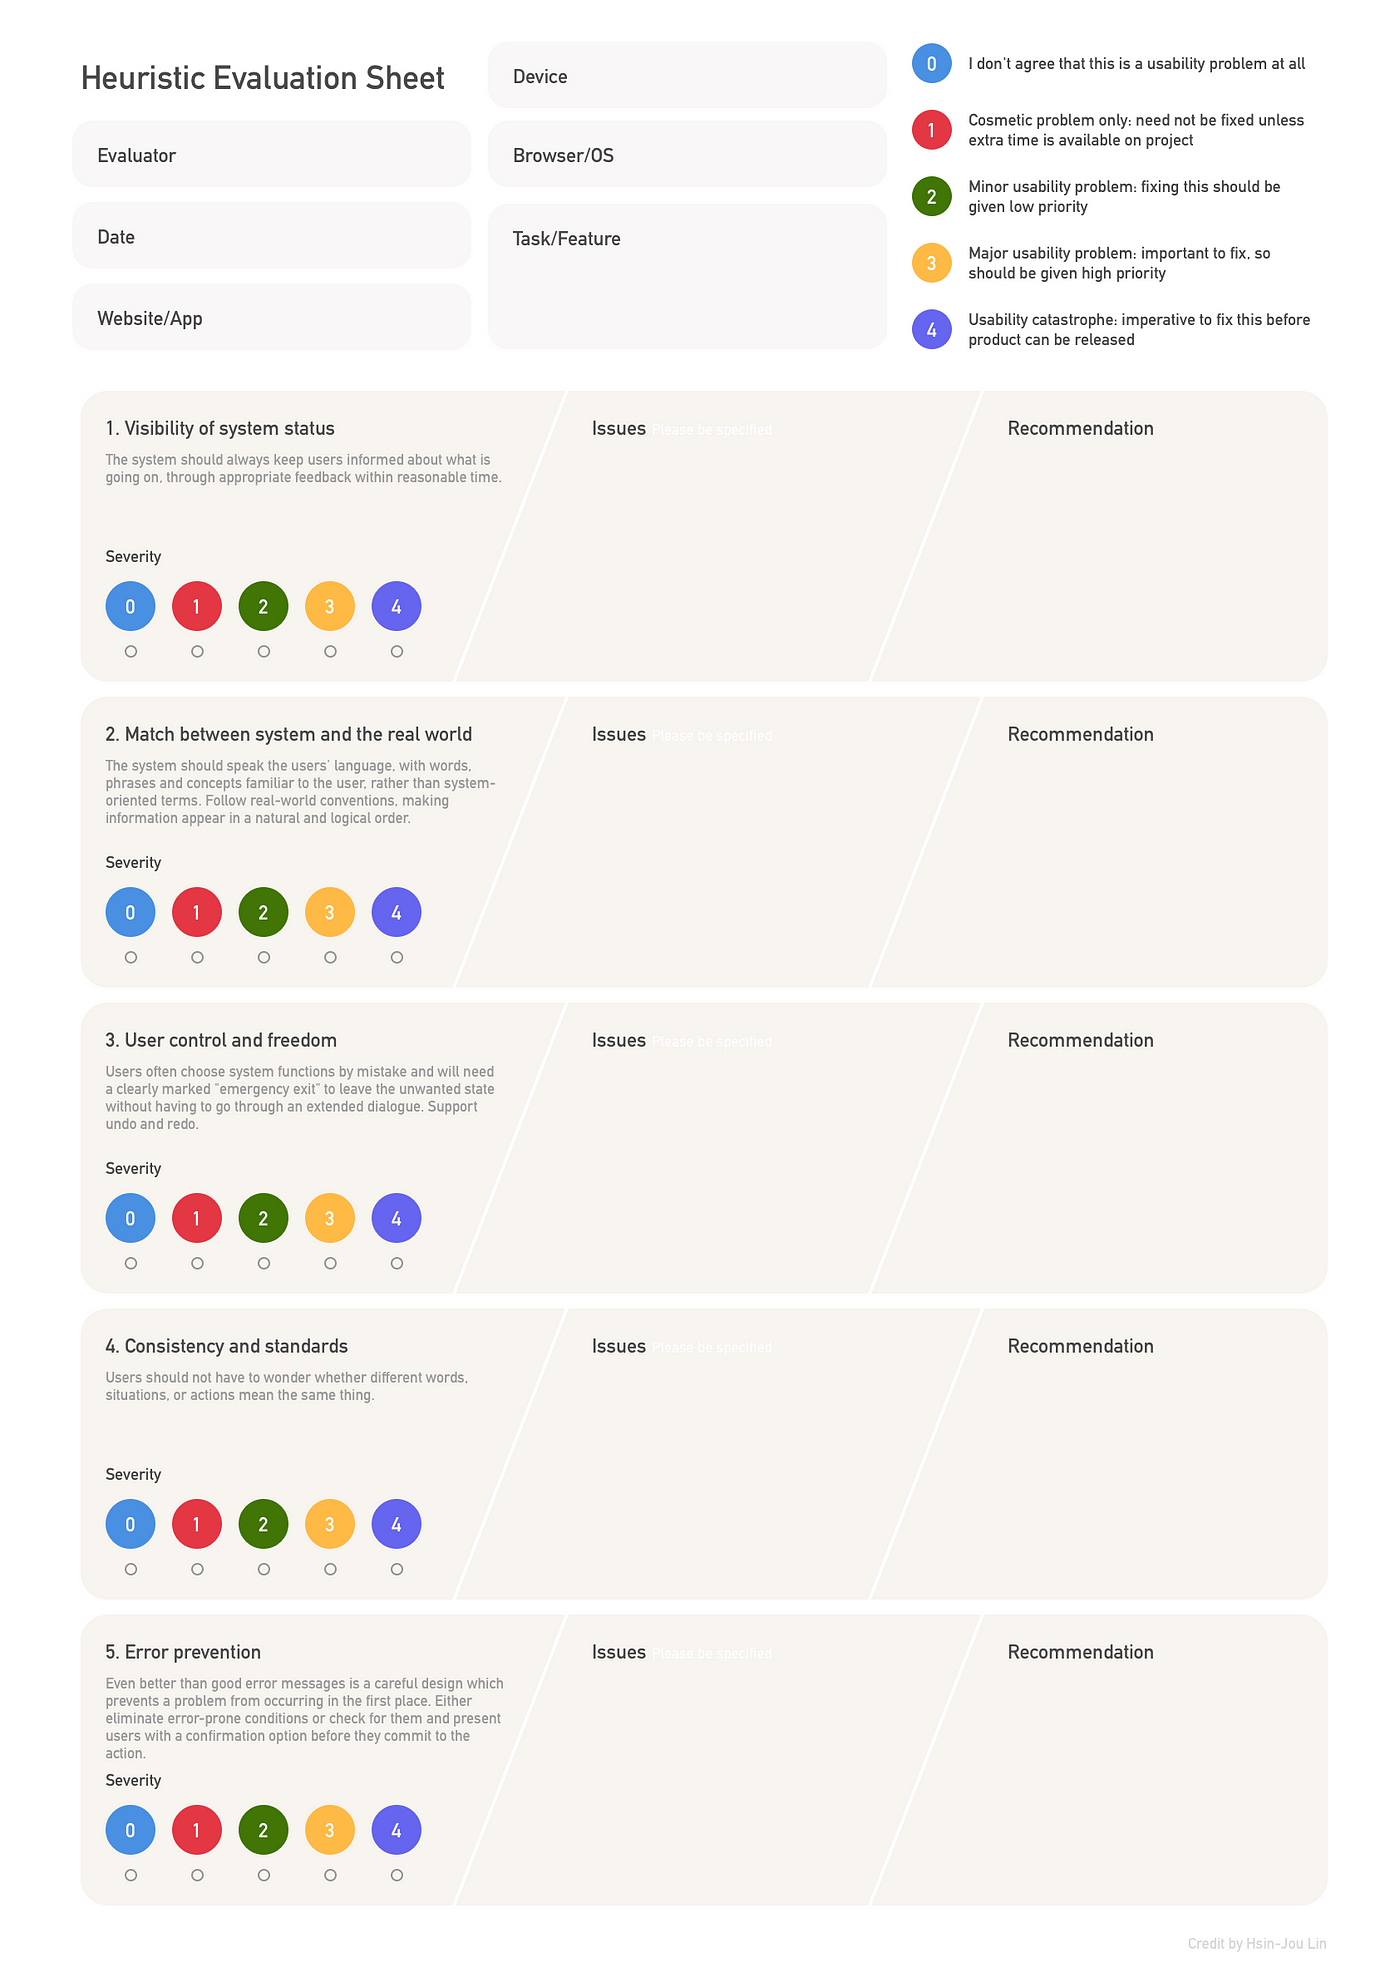 Heuristic Evaluation Sheet
Evaluator
Date
Website/App
Device
Browser/OS
Task/Feature
0 I don't agree that this is a usability problem at all
1 Cosmetic problem only: need not be fixed unless
extra time is available on project
2 Minor usability problem: fixing this should be
given low priority
3 Major usability problem: important to fix, so
should be given high priority
4 Usability catastrophe: imperative to fix this before
product can be released
1. Visibility of system status
The system should always keep users informed about what is
going on, through appropriate feedback within reasonable time.
Severity
0 1 2 3 4
Issues Please be specified
Recommendation
2. Match between system and the real world
The system should speak the users' language, with words,
phrases and concepts familiar to the user, rather than system-
oriented terms. Follow real-world conventions, making
information appear in a natural and logical order.
Severity
0 1 2 3 4
Issues Please be specified
Recommendation
3. User control and freedom
Users often choose system functions by mistake and will need
a clearly marked "emergency exit" to leave the unwanted state
without having to go through an extended dialogue. Support
undo and redo.
Severity
0 1 2 3 4
Issues Please be specified
Recommendation
4. Consistency and standards
Users should not have to wonder whether different words,
situations, or actions mean the same thing.
Severity
0 1 2 3 4
Issues Please be specified
Recommendation
5. Error prevention
Even better than good error messages is a careful design which
prevents a problem from occurring in the first place. Either
eliminate error-prone conditions or check for them and present
users with a confirmation option before they commit to the
action.
Severity
0 1 2 3 4
Issues Please be specified
Recommendation
Credit by Hsin-Jou Lin